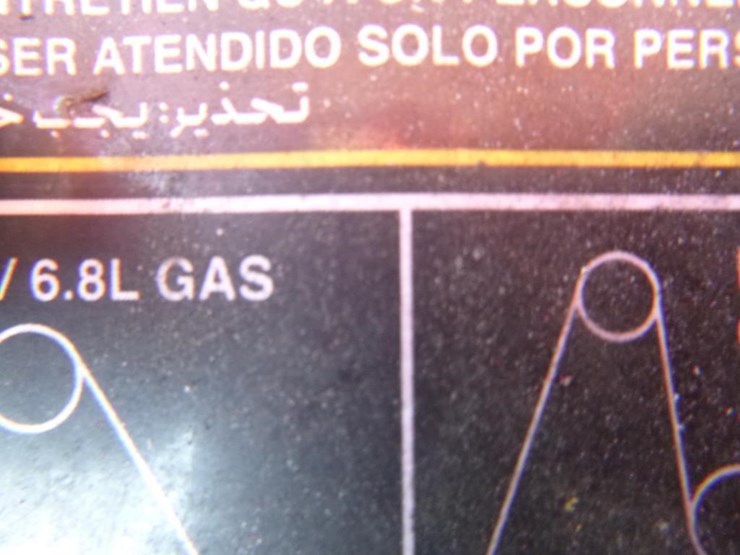 SER ATENDIDO SOLO POR PERS
تحذير: يجب خ
/ 6.8L GAS